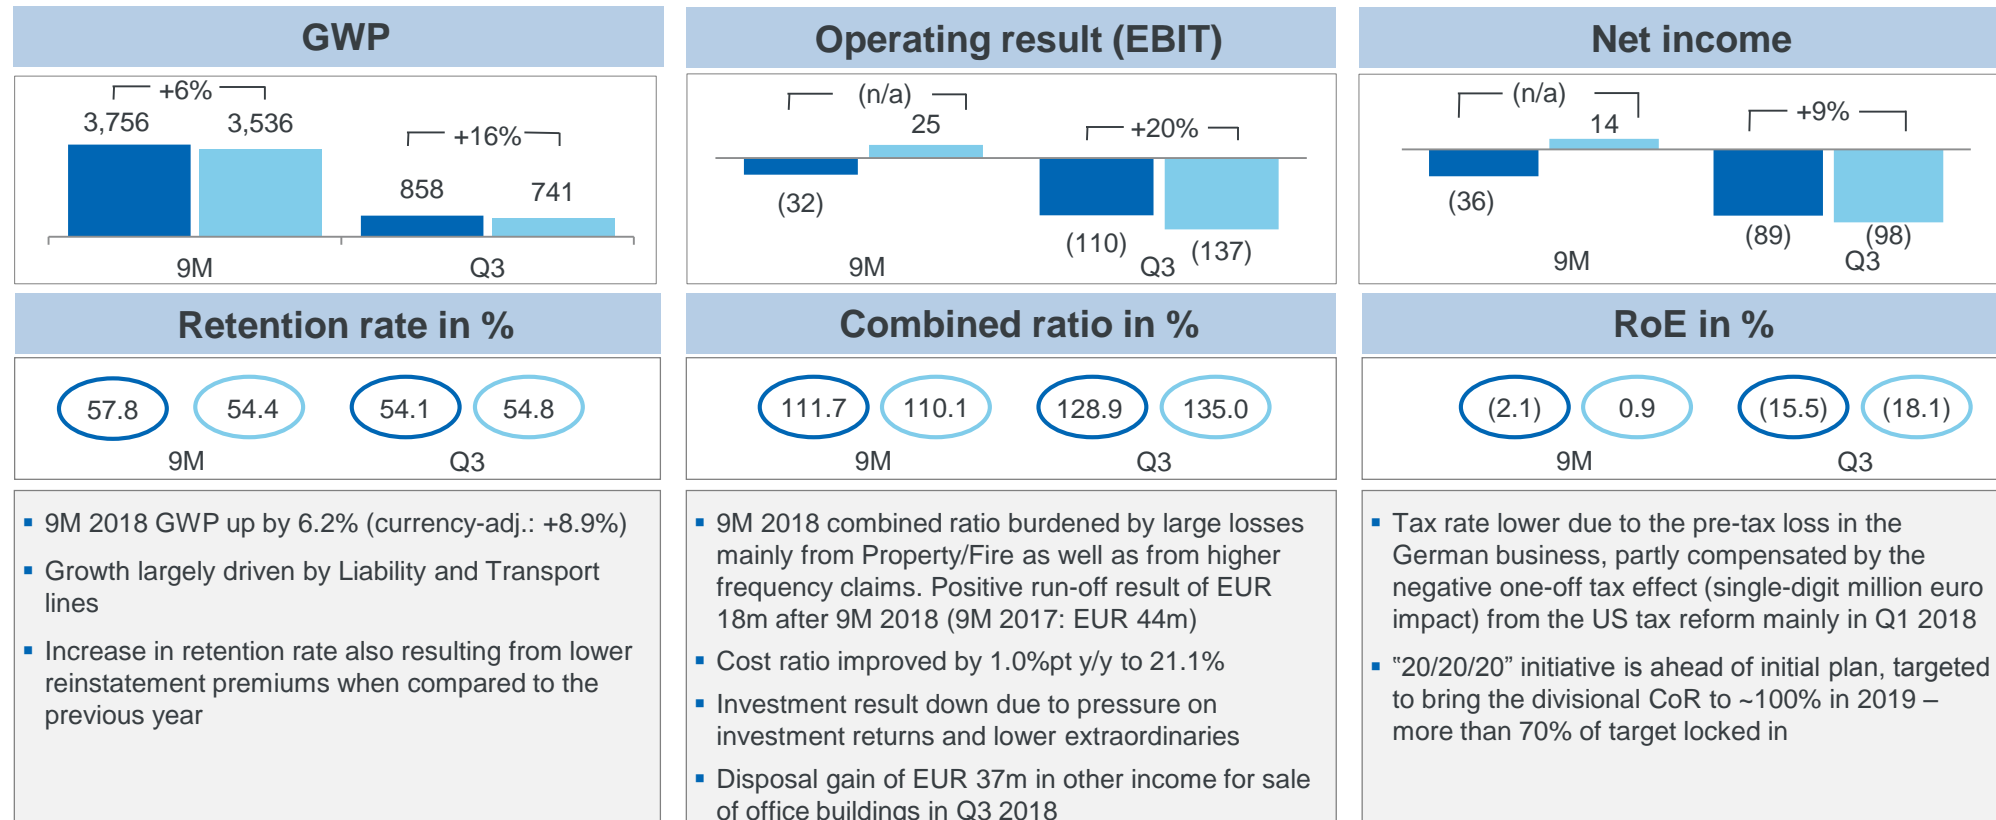 GWP
+6%
3,756 3,536
+16%
858 741
9M Q3
Operating result (EBIT)
(n/a)
25
+20%
(32)
(110) (137)
9M Q3
Net income
(n/a)
14
+9%
(36)
(89) (98)
9M Q3
Retention rate in %
57.8 54.4 54.1 54.8
9M Q3
Combined ratio in %
111.7 110.1 128.9 135.0
9M Q3
RoE in %
(2.1) 0.9 (15.5) (18.1)
9M Q3
▪ 9M 2018 GWP up by 6.2% (currency-adj.: +8.9%)
▪ Growth largely driven by Liability and Transport
lines
▪ Increase in retention rate also resulting from lower
reinstatement premiums when compared to the
previous year
▪ 9M 2018 combined ratio burdened by large losses
mainly from Property/Fire as well as from higher
frequency claims. Positive run-off result of EUR
18m after 9M 2018 (9M 2017: EUR 44m)
▪ Cost ratio improved by 1.0%pt y/y to 21.1%
▪ Investment result down due to pressure on
investment returns and lower extraordinaries
▪ Disposal gain of EUR 37m in other income for sale
of office buildings in Q3 2018
▪ Tax rate lower due to the pre-tax loss in the
German business, partly compensated by the
negative one-off tax effect (single-digit million euro
impact) from the US tax reform mainly in Q1 2018
▪ “20/20/20” initiative is ahead of initial plan, targeted
to bring the divisional CoR to ~100% in 2019 –
more than 70% of target locked in